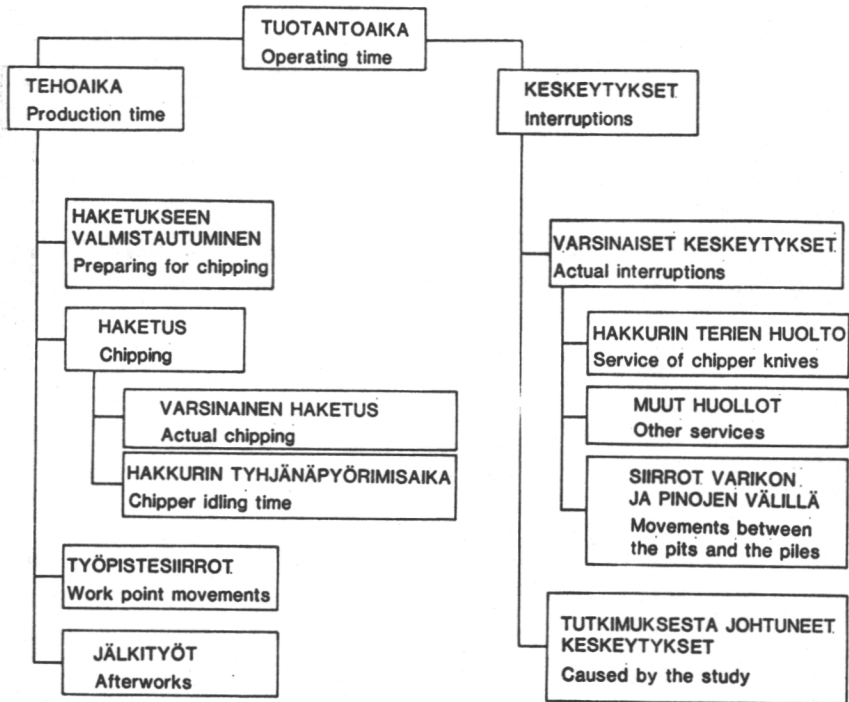 TUOTANTOAIKA
Operating time
TEHOAIKA
Production time
HAKETUKSEEN
VALMISTAUTUMINEN
Preparing for chipping
HAKETUS
Chipping
VARSINAINEN HAKETUS
Actual chipping
HAKKURIN TYHJÄNÄPYÖRIMISAIKA
Chipper idling time
TYÖPISTESIIRROT
Work point movements
JÄLKITYÖT
Afterworks
KESKEYTYKSET
Interruptions
VARSINAISET KESKEYTYKSET
Actual interruptions
HAKKURIN TERIEN HUOLTO
Service of chipper knives
MUUT HUOLLOT
Other services
SIIRROT VARIKON
JA PINOJEN VÄLILLÄ
Movements between
the pits and the piles
TUTKIMUKSESTA JOHTUNEET
KESKEYTYKSET
Caused by the study